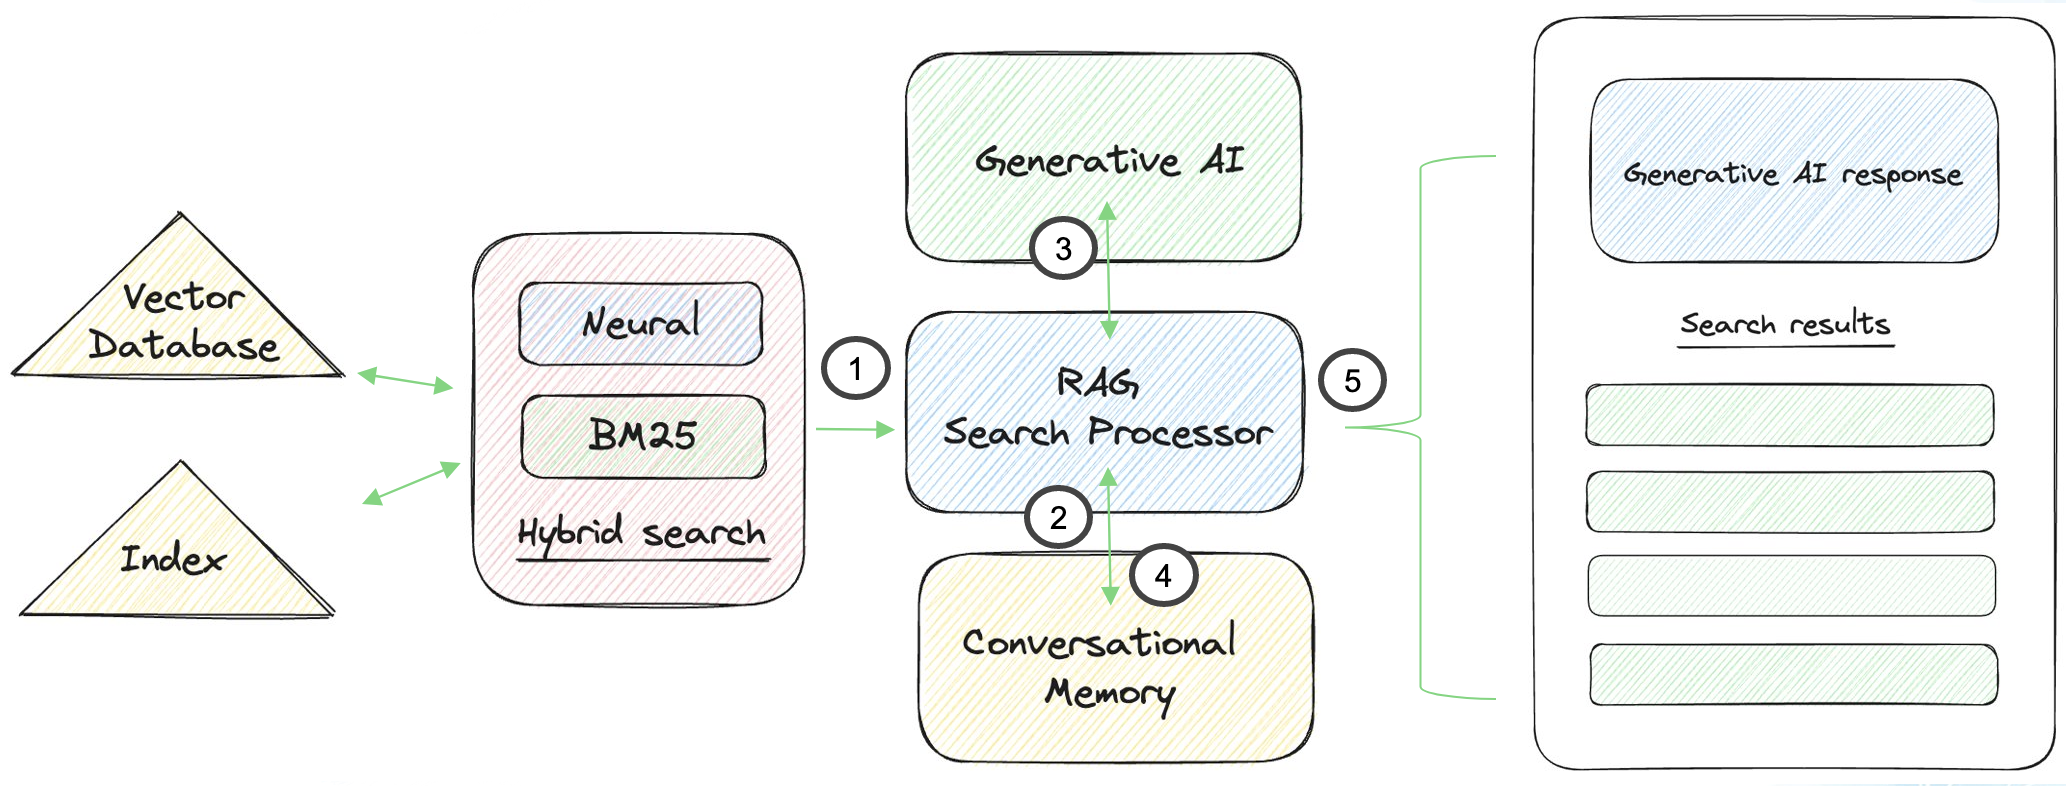 Vector
Database
Index
Neural
BM25
Hybrid search
1
Generative AI
3
RAG
Search Processor
2
4
Conversational
Memory
5
Generative AI response
Search results